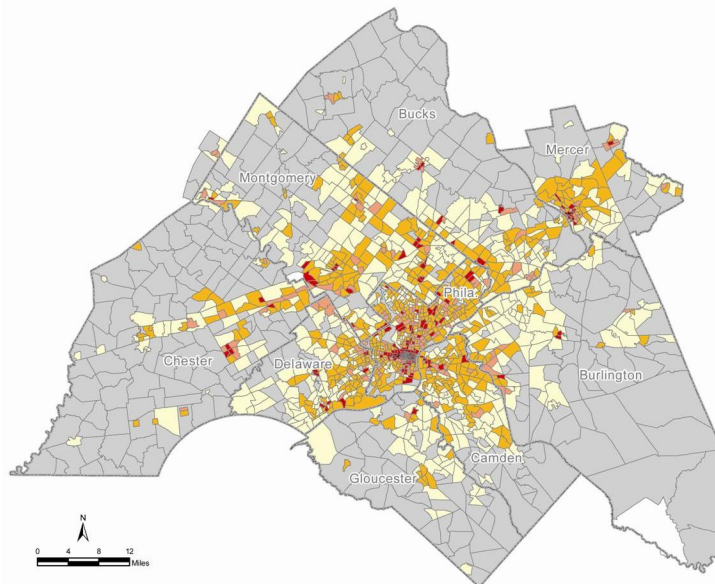 Bucks
Mercer
Montgomery
Phila.
Chester
Delaware
Burlington
Camden
Gloucester
N
0 4 8 12
Miles